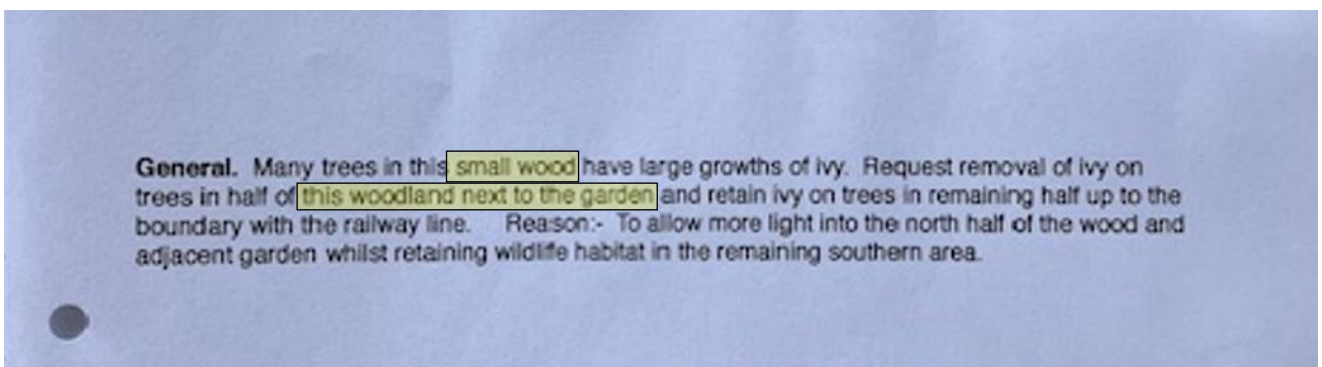 General. Many trees in this small wood have large growths of ivy. Request removal of ivy on
trees in half of this woodland next to the garden and retain ivy on trees in remaining half up to the
boundary with the railway line. Reason:- To allow more light into the north half of the wood and
adjacent garden whilst retaining wildlife habitat in the remaining southern area.